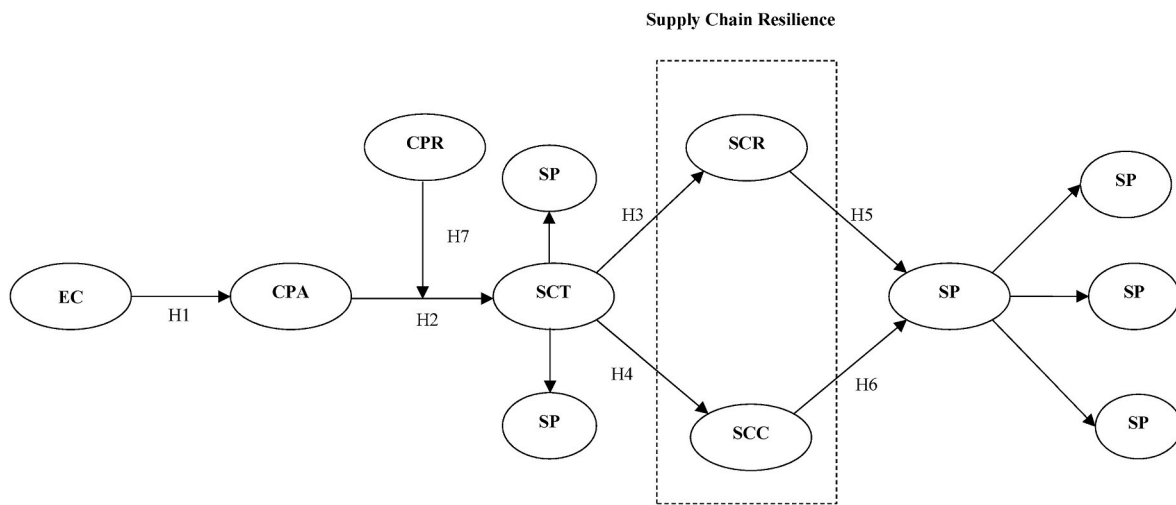 Supply Chain Resilience
CPR
SCR
SP
SP
H3
H5
H7
EC
CPA
SCT
SP
SP
H1
H2
H4
H6
SP
SCC
SP